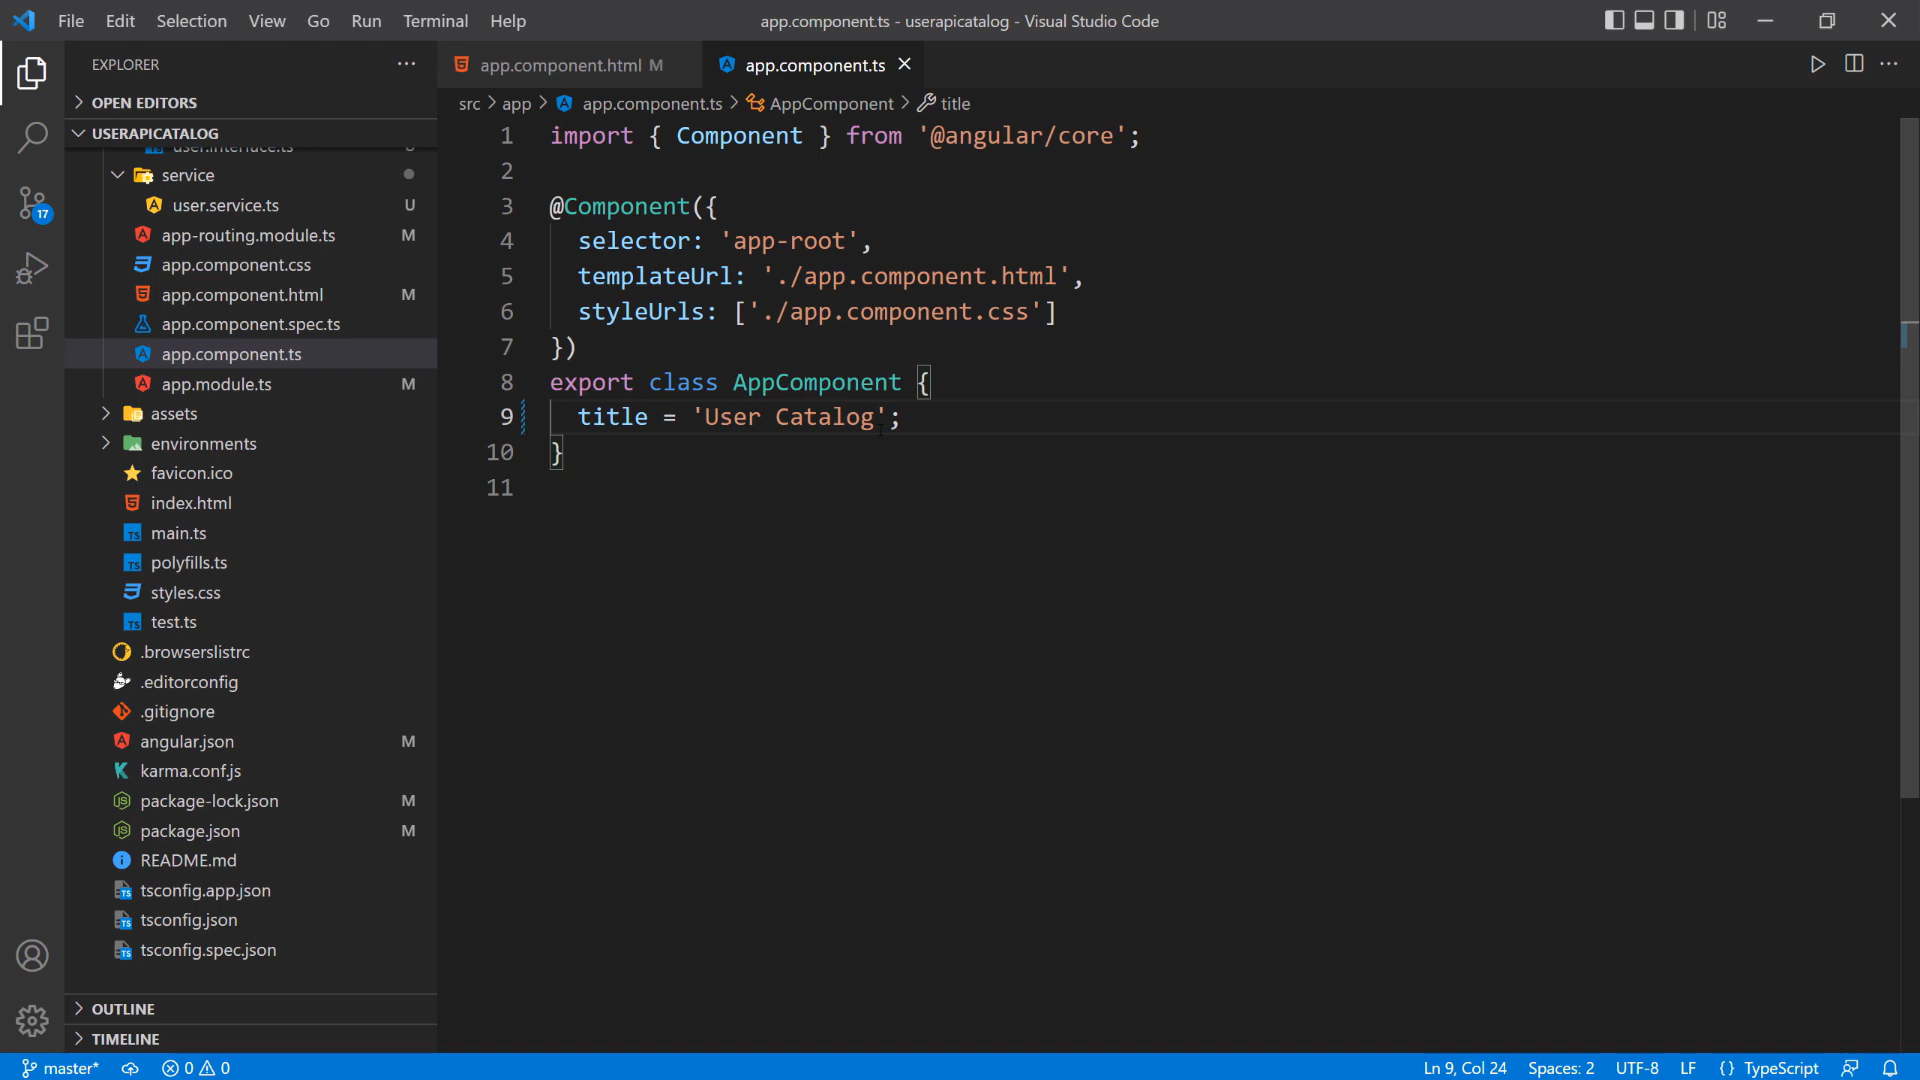 File Edit Selection View Go Run Terminal Help
app.component.ts - userapicatalog - Visual Studio Code
EXPLORER
app.component.html M
app.component.ts
OPEN EDITORS
USERAPICATALOG
src app app.component.ts AppComponent title
user.interface.ts
service
user.service.ts U
app-routing.module.ts M
app.component.css
app.component.html M
app.component.spec.ts
app.component.ts
app.module.ts M
assets
environments
favicon.ico
index.html
main.ts
polyfills.ts
styles.css
test.ts
.browserslistrc
.editorconfig
.gitignore
angular.json M
karma.conf.js
package-lock.json M
package.json M
README.md
tsconfig.app.json
tsconfig.json
tsconfig.spec.json
OUTLINE
TIMELINE
17
1 import { Component } from '@angular/core';
2
3 @Component({
4 selector: 'app-root',
5 templateUrl: './app.component.html',
6 styleUrls: ['./app.component.css']
7 })
8 export class AppComponent {
9 title = 'User Catalog';
10 }
11
master* 0 0
Ln 9, Col 24 Spaces: 2 UTF-8 LF {} TypeScript